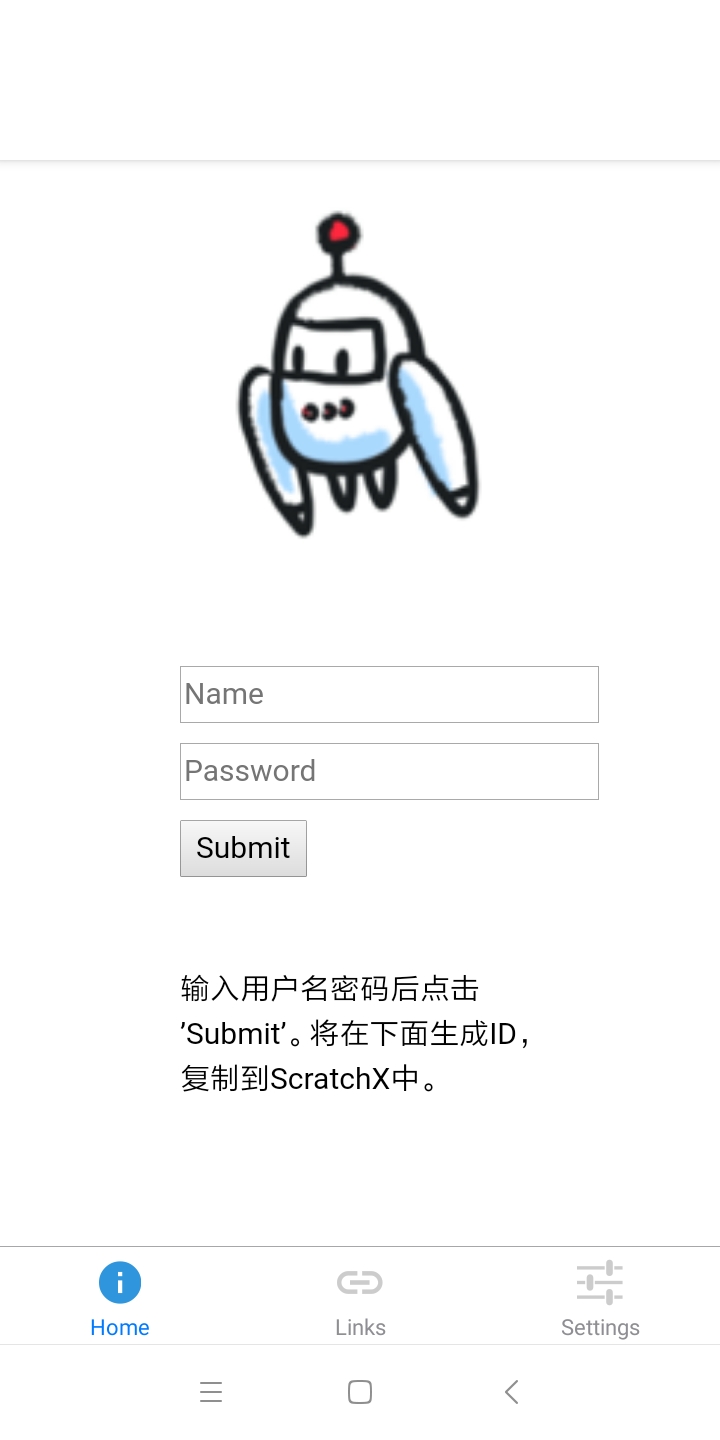 Name
Password
Submit
输入用户名密码后点击
'Submit'。将在下面生成ID，
复制到ScratchX中。
Home
Links
Settings